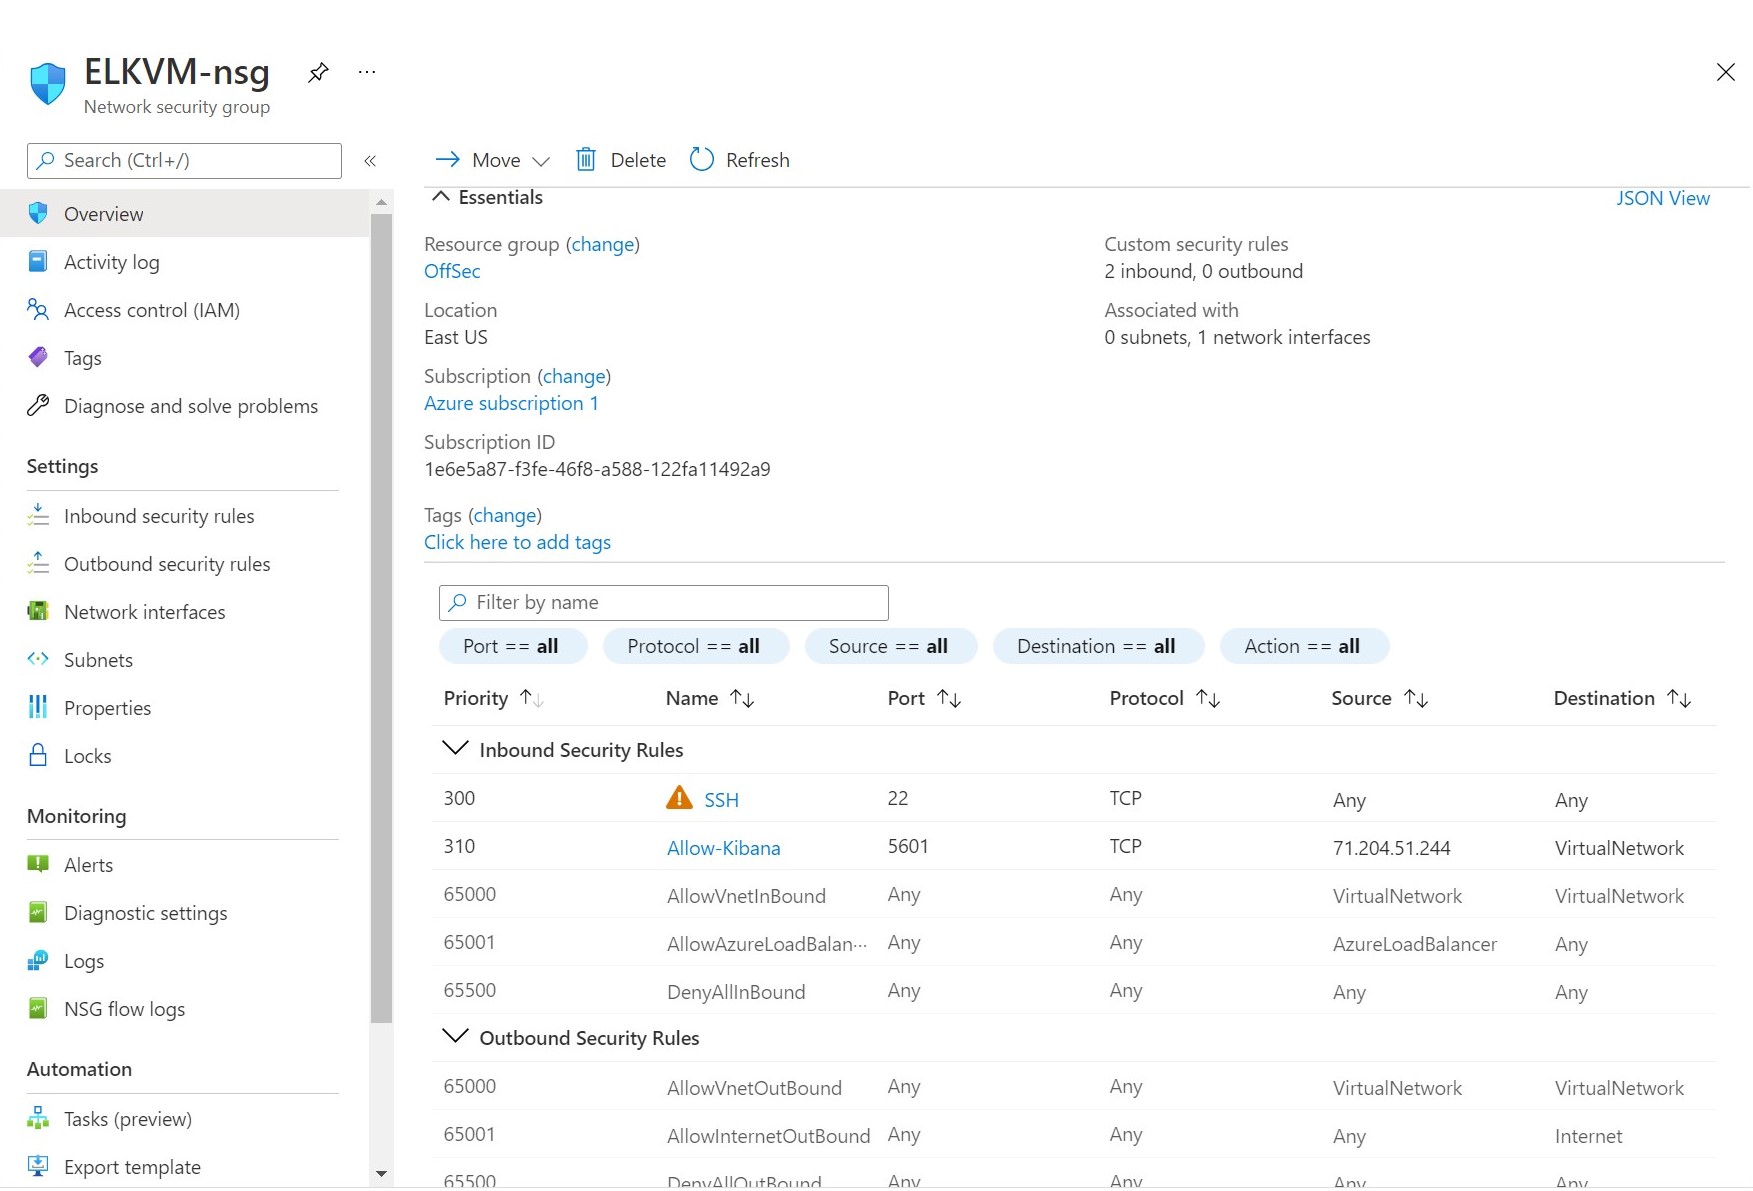 ELKVM-nsg
Network security group
Search (Ctrl+/)
«
Overview
Activity log
Access control (IAM)
Tags
Diagnose and solve problems
Settings
Inbound security rules
Outbound security rules
Network interfaces
Subnets
Properties
Locks
Monitoring
Alerts
Diagnostic settings
Logs
NSG flow logs
Automation
Tasks (preview)
Export template
Move
Delete
Refresh
Essentials
JSON View
Resource group (change)
OffSec
Location
East US
Subscription (change)
Azure subscription 1
Subscription ID
1e6e5a87-f3fe-46f8-a588-122fa11492a9
Tags (change)
Click here to add tags
Custom security rules
2 inbound, 0 outbound
Associated with
0 subnets, 1 network interfaces
Filter by name
Port == all Protocol == all Source == all Destination == all Action == all
Priority Name Port Protocol Source Destination
Inbound Security Rules
300 SSH 22 TCP Any Any
310 Allow-Kibana 5601 TCP 71.204.51.244 VirtualNetwork
65000 AllowVnetInBound Any Any VirtualNetwork VirtualNetwork
65001 AllowAzureLoadBalan... Any Any AzureLoadBalancer Any
65500 DenyAllInBound Any Any Any Any
Outbound Security Rules
65000 AllowVnetOutBound Any Any VirtualNetwork VirtualNetwork
65001 AllowInternetOutBound Any Any Any Internet
65500 DenyAllOutBound Any Any Any Any